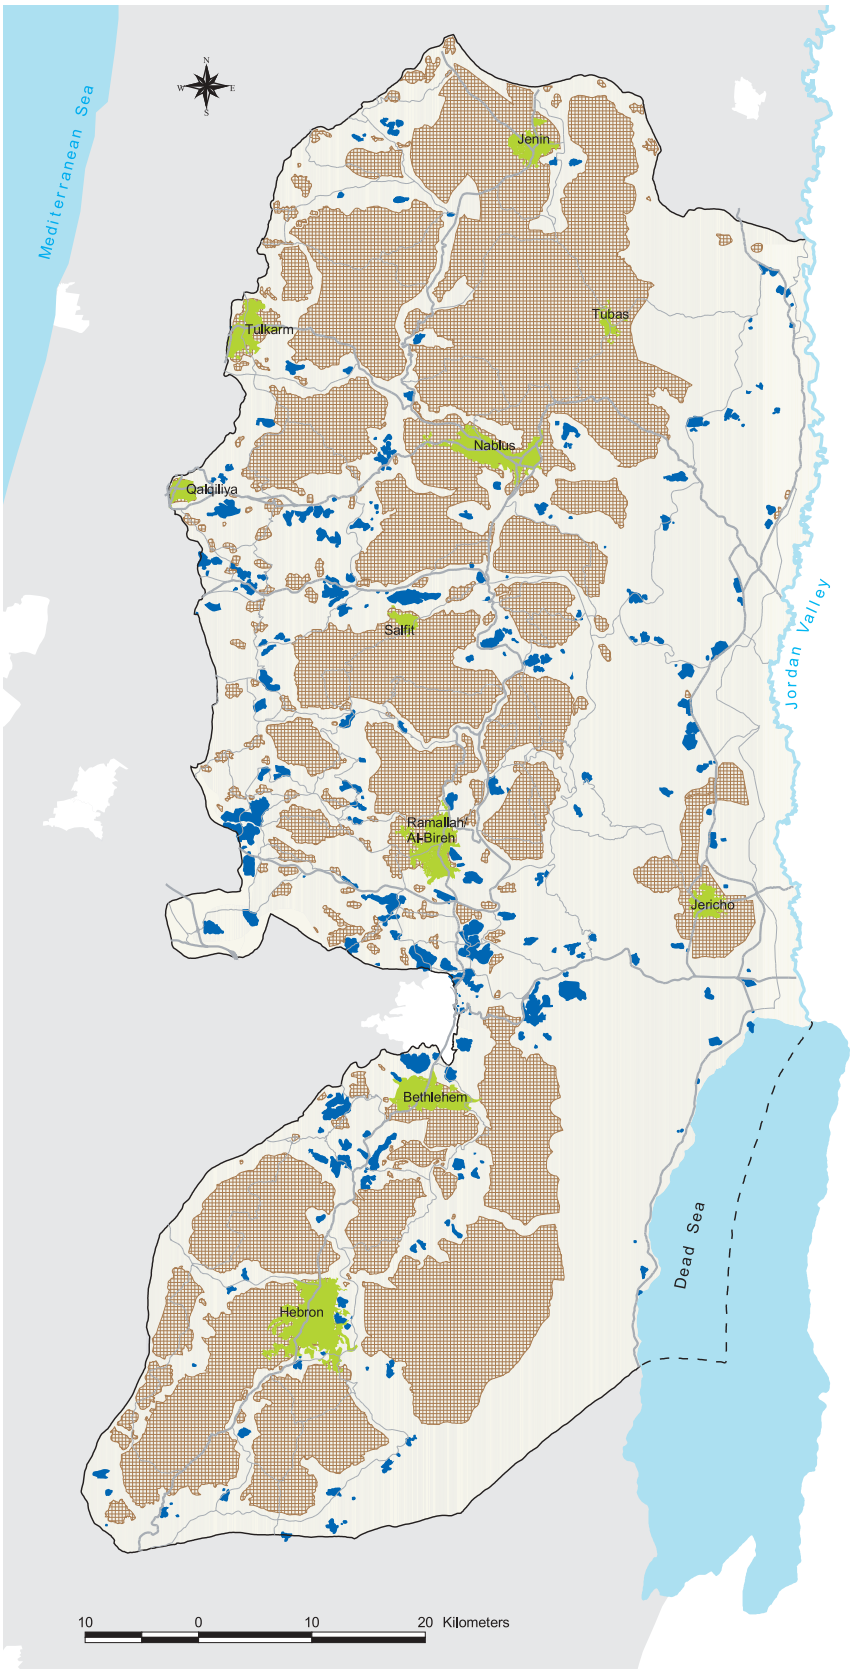 N
W E
S
Mediterranean Sea
Jenin
Tubas
Tulkarm
Nablus
Qalqiliya
Jordan Valley
Salfit
Ramallah/
Al-Bireh
Jericho
Bethlehem
Dead Sea
Hebron
10 0 10 20 Kilometers